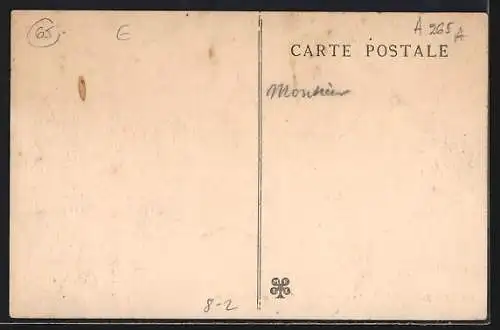 65
E
A 265
A
CARTE POSTALE
Monsieur
8-2